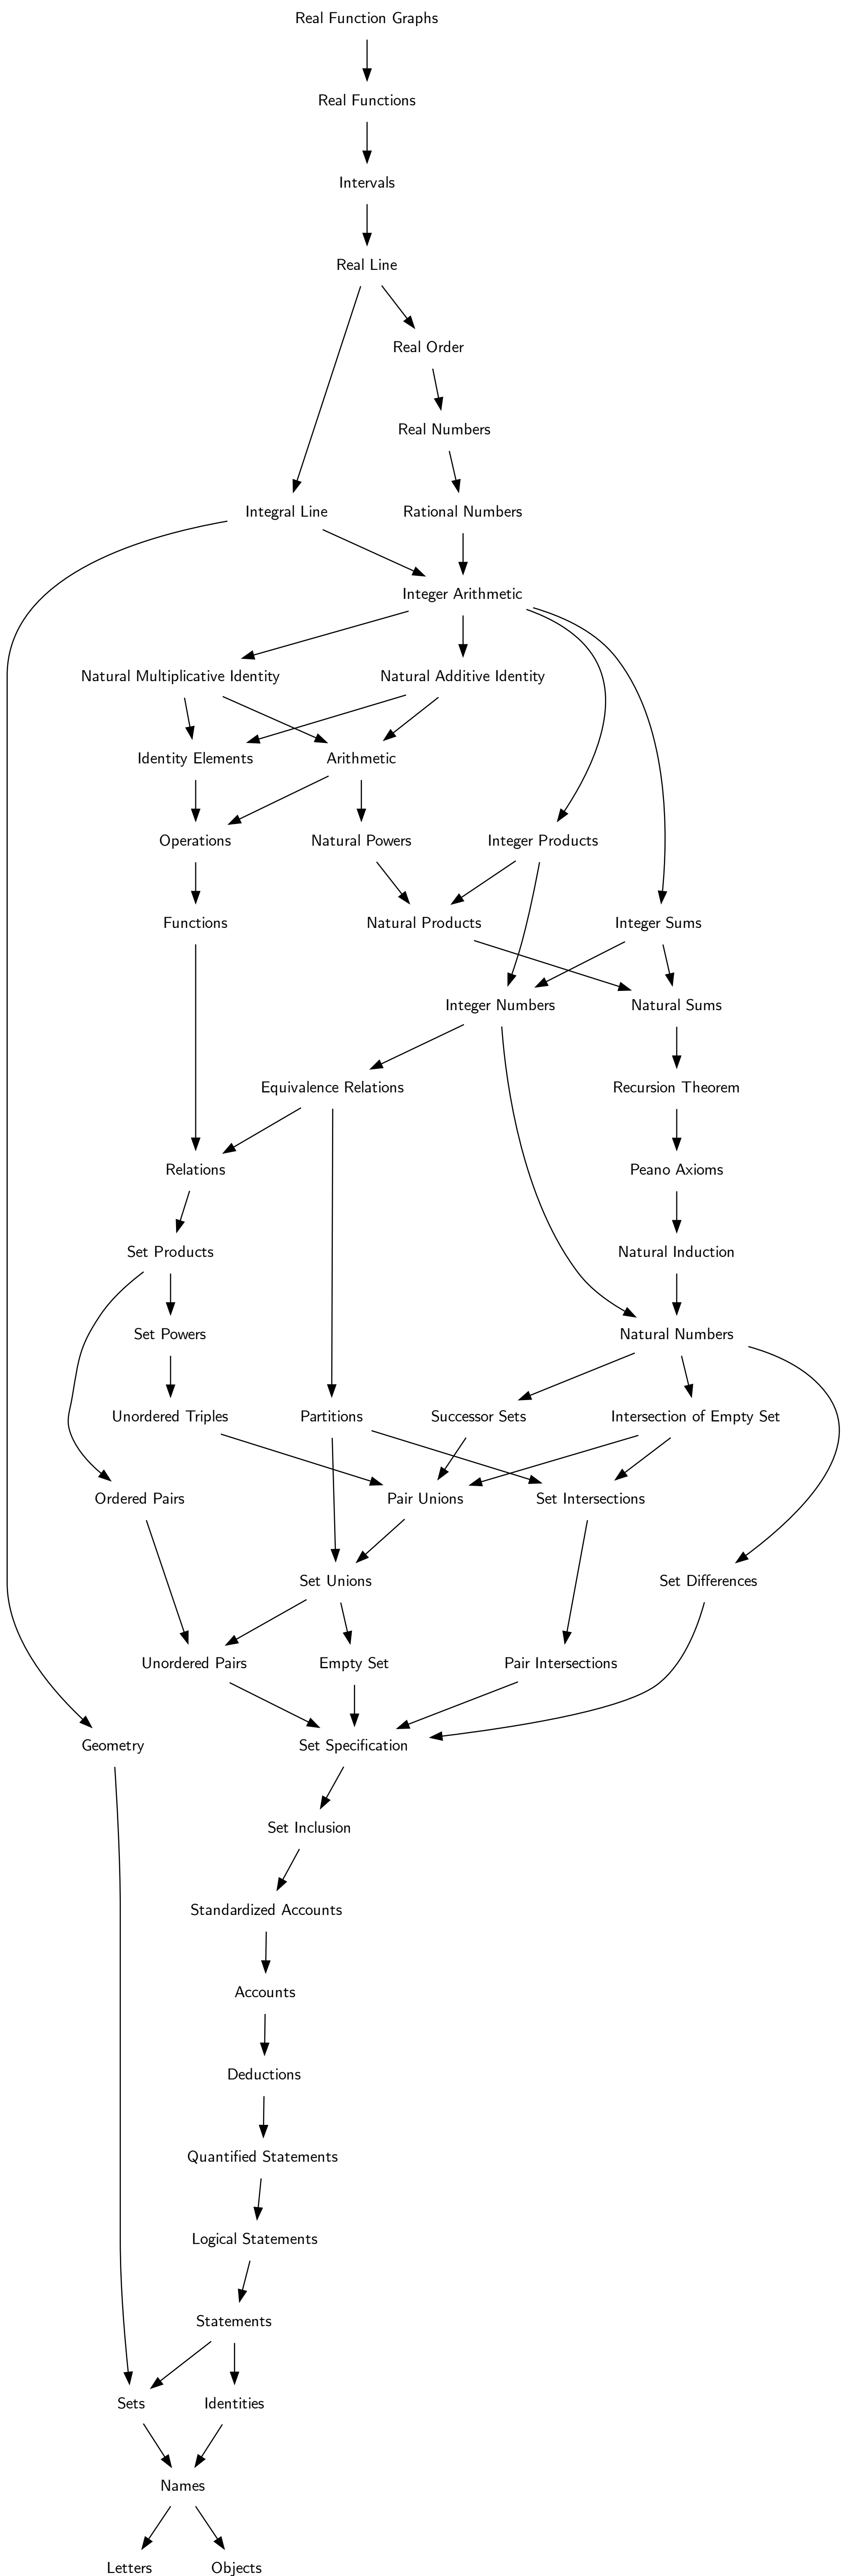 Real Function Graphs
Real Functions
Intervals
Real Line
Real Order
Real Numbers
Integral Line
Rational Numbers
Integer Arithmetic
Natural Multiplicative Identity
Natural Additive Identity
Identity Elements
Arithmetic
Operations
Natural Powers
Integer Products
Functions
Natural Products
Integer Sums
Integer Numbers
Natural Sums
Equivalence Relations
Recursion Theorem
Relations
Peano Axioms
Set Products
Natural Induction
Set Powers
Natural Numbers
Unordered Triples
Partitions
Successor Sets
Intersection of Empty Set
Ordered Pairs
Pair Unions
Set Intersections
Set Unions
Set Differences
Unordered Pairs
Empty Set
Pair Intersections
Geometry
Set Specification
Set Inclusion
Standardized Accounts
Accounts
Deductions
Quantified Statements
Logical Statements
Statements
Sets
Identities
Names
Letters
Objects